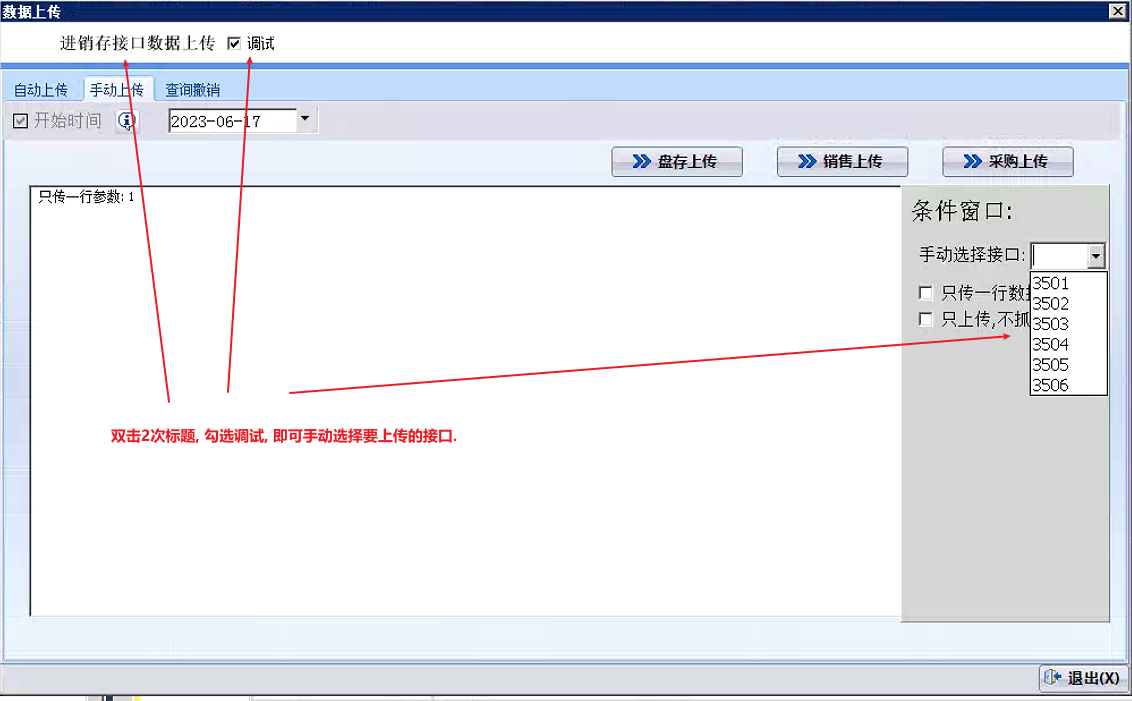 数据上传
进销存接口数据上传 调试
自动上传 手动上传 查询撤销
开始时间 2023-06-17
盘存上传 销售上传 采购上传
只传一行参数: 1
条件窗口:
手动选择接口:
只传一行数
只上传,不抓
3501
3502
3503
3504
3505
3506
双击2次标题, 勾选调试, 即可手动选择要上传的接口.
退出(X)